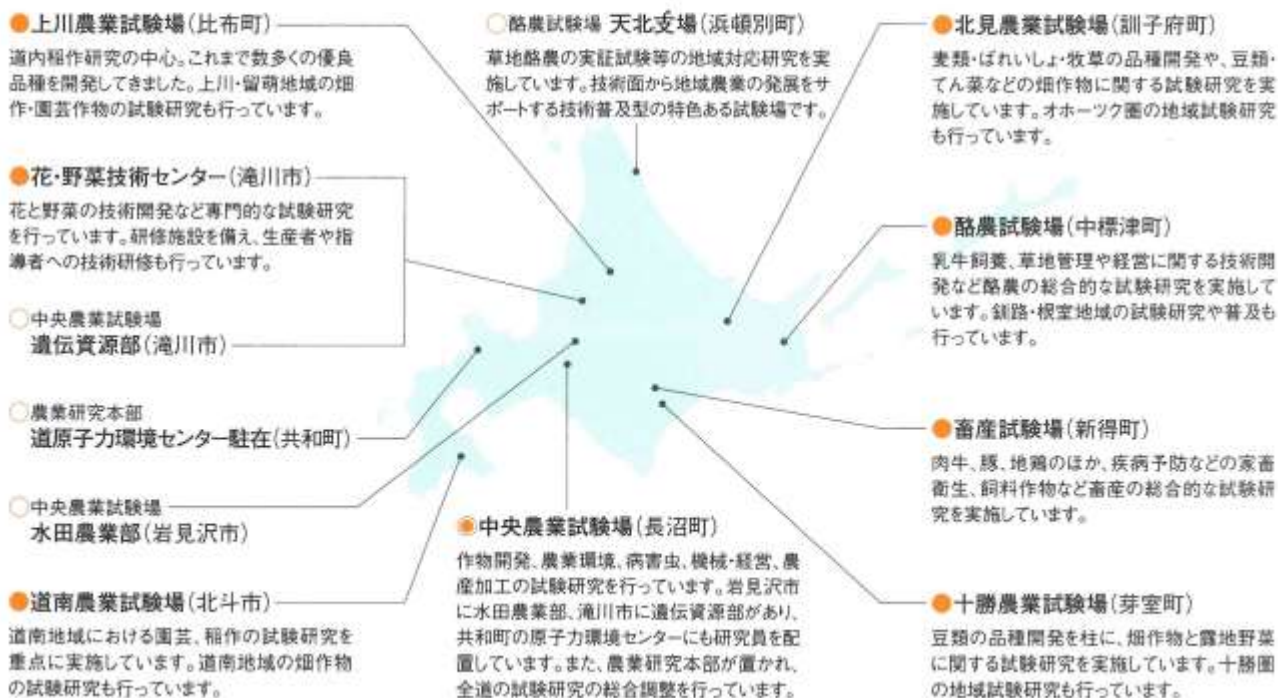 ●上川農業試験場(比布町)
道内稲作研究の中心。これまで数多くの優良
品種を開発してきました。上川・留萌地域の畑
作・園芸作物の試験研究も行っています。
●花・野菜技術センター(滝川市)
花と野菜の技術開発など専門的な試験研究
を行っています。研修施設を備え、生産者や指
導者への技術研修も行っています。
○中央農業試験場
遺伝資源部(滝川市)
○農業研究本部
道原子力環境センター駐在(共和町)
○中央農業試験場
水田農業部(岩見沢市)
●道南農業試験場(北斗市)
道南地域における園芸、稲作の試験研究を
重点に実施しています。道南地域の畑作物
の試験研究も行っています。
○酪農試験場 天北支場(浜頓別町)
草地酪農の実証試験等の地域対応研究を実
施しています。技術面から地域農業の発展をサ
ポートする技術普及型の特色ある試験場です。
◉中央農業試験場(長沼町)
作物開発、農業環境、病害虫、機械・経営、農
産加工の試験研究を行っています。岩見沢市
に水田農業部、滝川市に遺伝資源部があり、
共和町の原子力環境センターにも研究員を配
置しています。また、農業研究本部が置かれ、
全道の試験研究の総合調整を行っています。
●北見農業試験場(訓子府町)
麦類・ばれいしょ・牧草の品種開発や、豆類・
てん菜などの畑作物に関する試験研究を実
施しています。オホーツク圏の地域試験研究
も行っています。
●酪農試験場(中標津町)
乳牛飼養、草地管理や経営に関する技術開
発など酪農の総合的な試験研究を実施して
います。釧路・根室地域の試験研究や普及も
行っています。
●畜産試験場(新得町)
肉牛、豚、地鶏のほか、疾病予防などの家畜
衛生、飼料作物など畜産の総合的な試験研
究を実施しています。
●十勝農業試験場(芽室町)
豆類の品種開発を柱に、畑作物と露地野菜
に関する試験研究を実施しています。十勝圏
の地域試験研究も行っています。